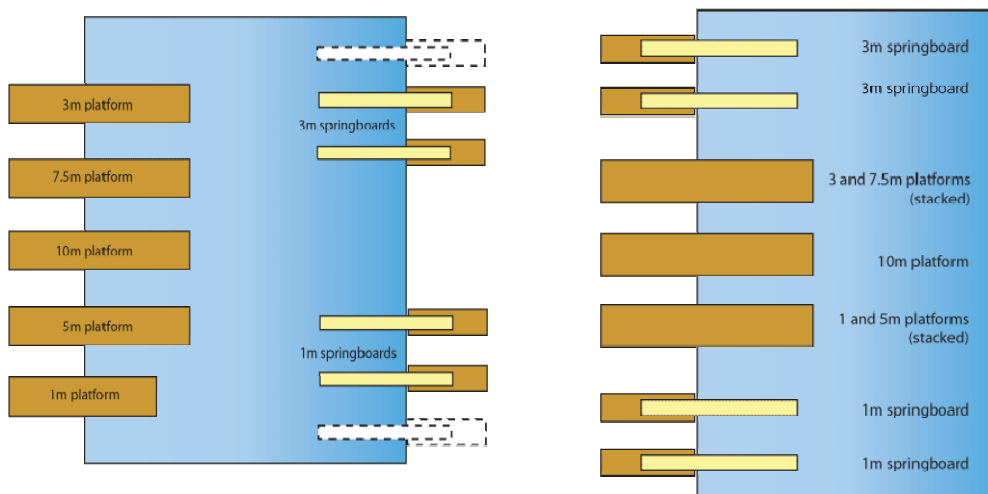 3m platform
7.5m platform
10m platform
5m platform
1m platform
3m springboards
1m springboards
3m springboard
3m springboard
3 and 7.5m platforms
(stacked)
10m platform
1 and 5m platforms
(stacked)
1m springboard
1m springboard